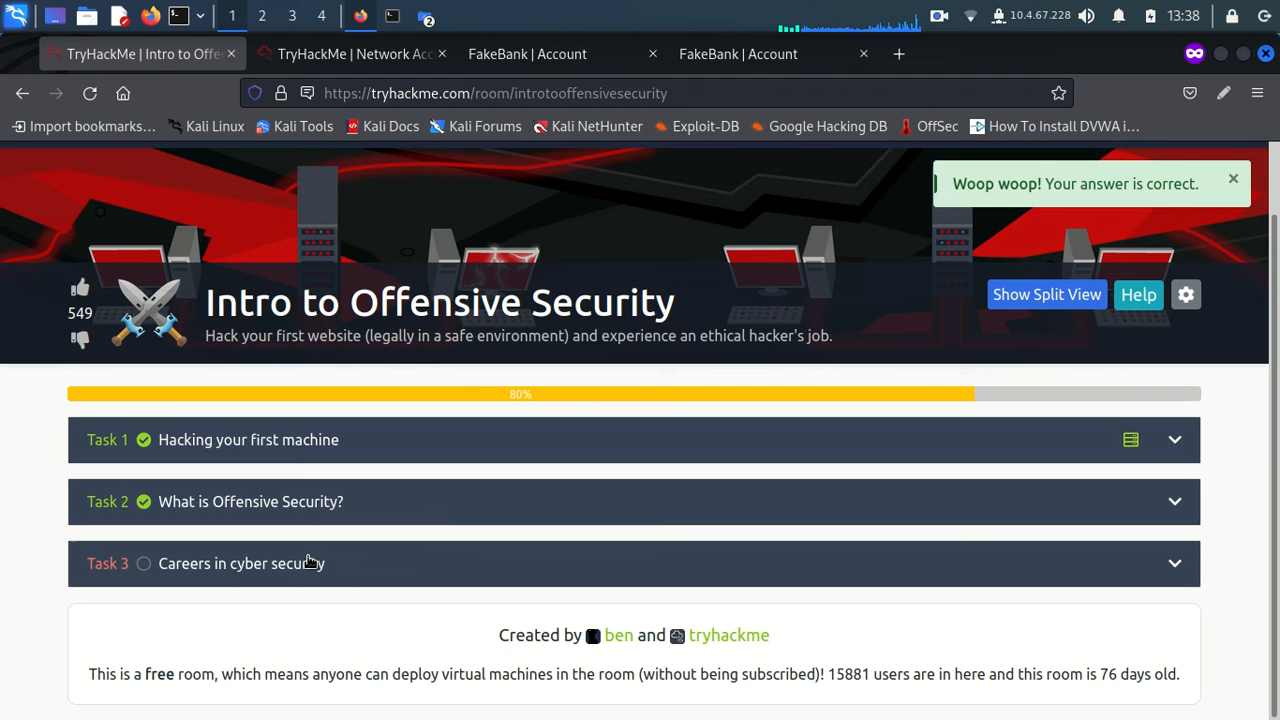 1 2 3 4 2 10.4.67.228 13:38
TryHackMe | Intro to Offe TryHackMe | Network Acc FakeBank | Account FakeBank | Account
https://tryhackme.com/room/introtooffensivesecurity
Import bookmarks... Kali Linux Kali Tools Kali Docs Kali Forums Kali NetHunter Exploit-DB Google Hacking DB OffSec How To Install DVWA i...
Woop woop! Your answer is correct.
549
Intro to Offensive Security
Hack your first website (legally in a safe environment) and experience an ethical hacker's job.
Show Split View Help
80%
Task 1 Hacking your first machine
Task 2 What is Offensive Security?
Task 3 Careers in cyber security
Created by ben and tryhackme
This is a free room, which means anyone can deploy virtual machines in the room (without being subscribed)! 15881 users are in here and this room is 76 days old.